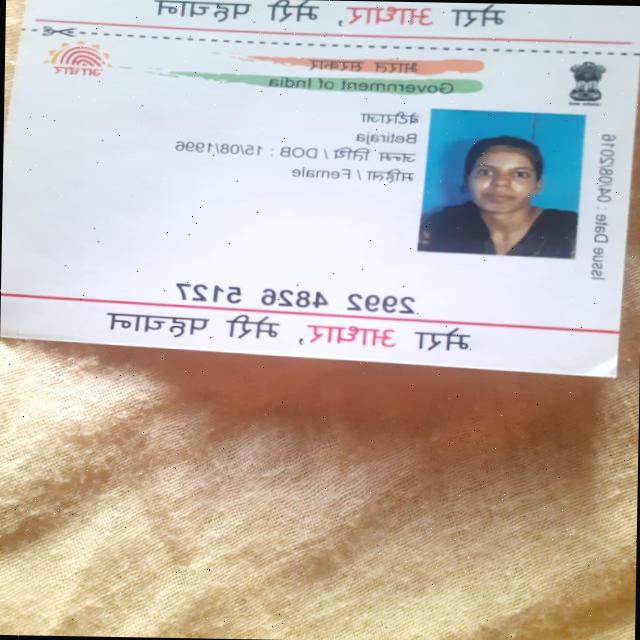 मेरा आधार, मेरी पहचान
भारत सरकार
Government of India
आधार
बेटीराजा
Betiraja
जन्म तिथि / DOB : 15/08/1996
महिला / Female
Issue Date : 04/08/2016
2992 4826 5127
मेरा आधार, मेरी पहचान